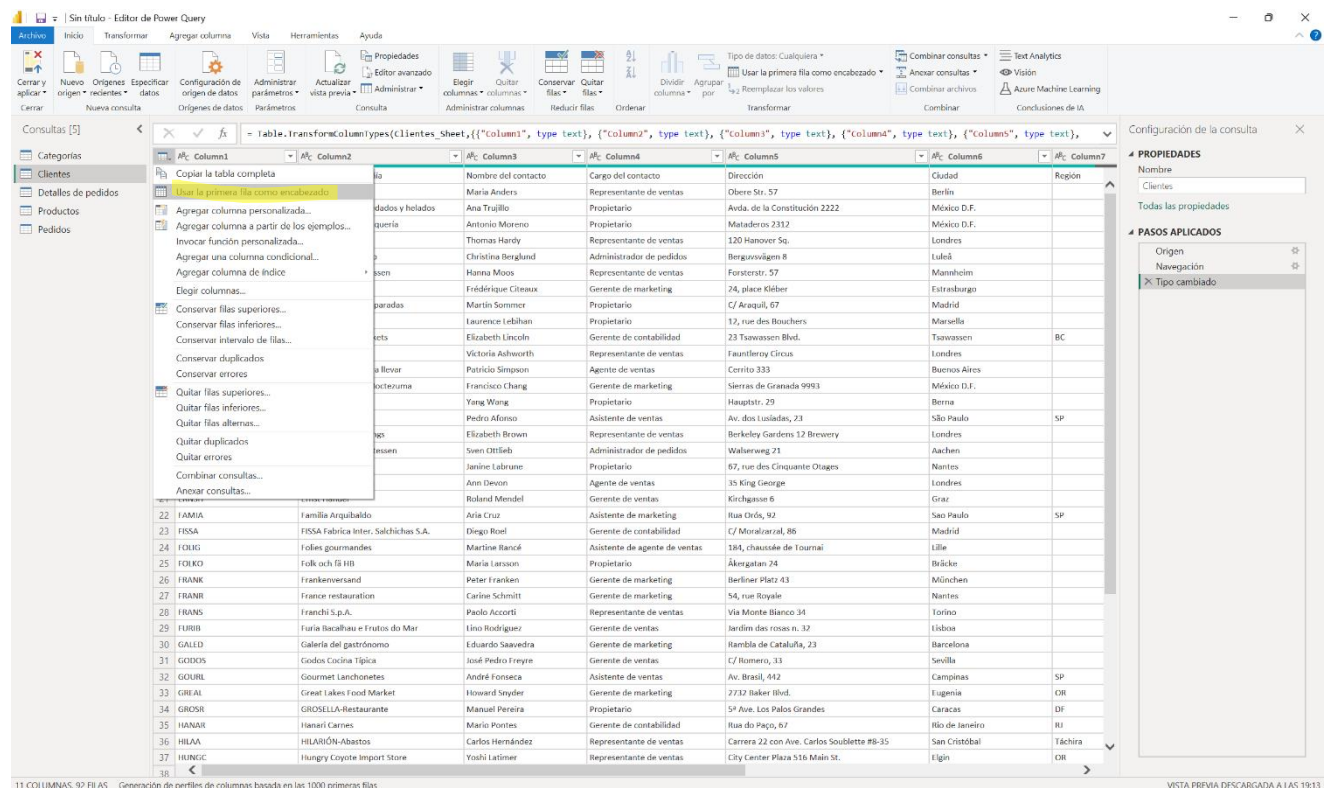 Sin título - Editor de Power Query
Archivo Inicio Transformar Agregar columna Vista Herramientas Ayuda
Cerrar y aplicar Nuevo origen Orígenes recientes Especificar datos Configuración de origen de datos Administrar parámetros Actualizar vista previa Propiedades Editor avanzado Administrar Elegir columnas Quitar columnas Conservar filas Quitar filas Dividir columna Agrupar por Tipo de datos: Cualquiera Usar la primera fila como encabezado Reemplazar los valores Combinar consultas Anexar consultas Combinar archivos Text Analytics Visión Azure Machine Learning
Cerrar Nueva consulta Orígenes de datos Parámetros Consulta Administrar columnas Reducir filas Ordenar Transformar Combinar Conclusiones de IA
Consultas [5]
Categorías
Clientes
Detalles de pedidos
Productos
Pedidos
= Table.TransformColumnTypes(Clientes_Sheet,{{"Column1", type text}, {"Column2", type text}, {"Column3", type text}, {"Column4", type text}, {"Column5", type text},
Column1 Column2 Column3 Column4 Column5 Column6 Column7
Copiar la tabla completa
Usar la primera fila como encabezado
Agregar columna personalizada...
Agregar columna a partir de los ejemplos...
Invocar función personalizada...
Agregar una columna condicional...
Agregar columna de índice
Elegir columnas...
Conservar filas superiores...
Conservar filas inferiores...
Conservar intervalo de filas...
Conservar duplicados
Conservar errores
Quitar filas superiores...
Quitar filas inferiores...
Quitar filas alternas...
Quitar duplicados
Quitar errores
Combinar consultas...
Anexar consultas...
Nombre del contacto Cargo del contacto Dirección Ciudad Región
Maria Anders Representante de ventas Obere Str. 57 Berlín
dados y helados Ana Trujillo Propietario Avda. de la Constitución 2222 México D.F.
quería Antonio Moreno Propietario Mataderos 2312 México D.F.
Thomas Hardy Representante de ventas 120 Hanover Sq. Londres
Christina Berglund Administrador de pedidos Berguvsvägen 8 Luleå
ssen Hanna Moos Representante de ventas Forsterstr. 57 Mannheim
Frédérique Citeaux Gerente de marketing 24, place Kléber Estrasburgo
paradas Martín Sommer Propietario C/ Araquil, 67 Madrid
Laurence Lebihan Propietario 12, rue des Bouchers Marsella
kets Elizabeth Lincoln Gerente de contabilidad 23 Tsawassen Blvd. Tsawassen BC
Victoria Ashworth Representante de ventas Fauntleroy Circus Londres
a llevar Patricio Simpson Agente de ventas Cerrito 333 Buenos Aires
octezuma Francisco Chang Gerente de marketing Sierras de Granada 9993 México D.F.
Yang Wang Propietario Hauptstr. 29 Berna
Pedro Afonso Asistente de ventas Av. dos Lusíadas, 23 São Paulo SP
ngs Elizabeth Brown Representante de ventas Berkeley Gardens 12 Brewery Londres
tessen Sven Ottlieb Administrador de pedidos Walserweg 21 Aachen
Janine Labrune Propietario 67, rue des Cinquante Otages Nantes
Ann Devon Agente de ventas 35 King George Londres
Roland Mendel Gerente de ventas Kirchgasse 6 Graz
22 FAMIA Familia Arquibaldo Aria Cruz Asistente de marketing Rua Orós, 92 Sao Paulo SP
23 FISSA FISSA Fabrica Inter. Salchichas S.A. Diego Roel Gerente de contabilidad C/ Moralzarzal, 86 Madrid
24 FOLIG Folies gourmandes Martine Rancé Asistente de agente de ventas 184, chaussée de Tournai Lille
25 FOLKO Folk och fä HB Maria Larsson Propietario Åkergatan 24 Bräcke
26 FRANK Frankenversand Peter Franken Gerente de marketing Berliner Platz 43 München
27 FRANR France restauration Carine Schmitt Gerente de marketing 54, rue Royale Nantes
28 FRANS Franchi S.p.A. Paolo Accorti Representante de ventas Via Monte Bianco 34 Torino
29 FURIB Furia Bacalhau e Frutos do Mar Lino Rodriguez Gerente de ventas Jardim das rosas n. 32 Lisboa
30 GALED Galería del gastrónomo Eduardo Saavedra Gerente de marketing Rambla de Cataluña, 23 Barcelona
31 GODOS Godos Cocina Típica José Pedro Freyre Gerente de ventas C/ Romero, 33 Sevilla
32 GOURL Gourmet Lanchonetes André Fonseca Asistente de ventas Av. Brasil, 442 Campinas SP
33 GREAL Great Lakes Food Market Howard Snyder Gerente de marketing 2732 Baker Blvd. Eugenia OR
34 GROSR GROSELLA-Restaurante Manuel Pereira Propietario 5ª Ave. Los Palos Grandes Caracas DF
35 HANAR Hanari Carnes Mario Pontes Gerente de contabilidad Rua do Paço, 67 Rio de Janeiro RJ
36 HILAA HILARIÓN-Abastos Carlos Hernández Representante de ventas Carrera 22 con Ave. Carlos Soublette #8-35 San Cristóbal Táchira
37 HUNGC Hungry Coyote Import Store Yoshi Latimer Representante de ventas City Center Plaza 516 Main St. Elgin OR
38
Configuración de la consulta
PROPIEDADES
Nombre
Clientes
Todas las propiedades
PASOS APLICADOS
Origen
Navegación
Tipo cambiado
11 COLUMNAS, 92 FILAS Generación de perfiles de columnas basada en las 1000 primeras filas VISTA PREVIA DESCARGADA A LAS 19:13